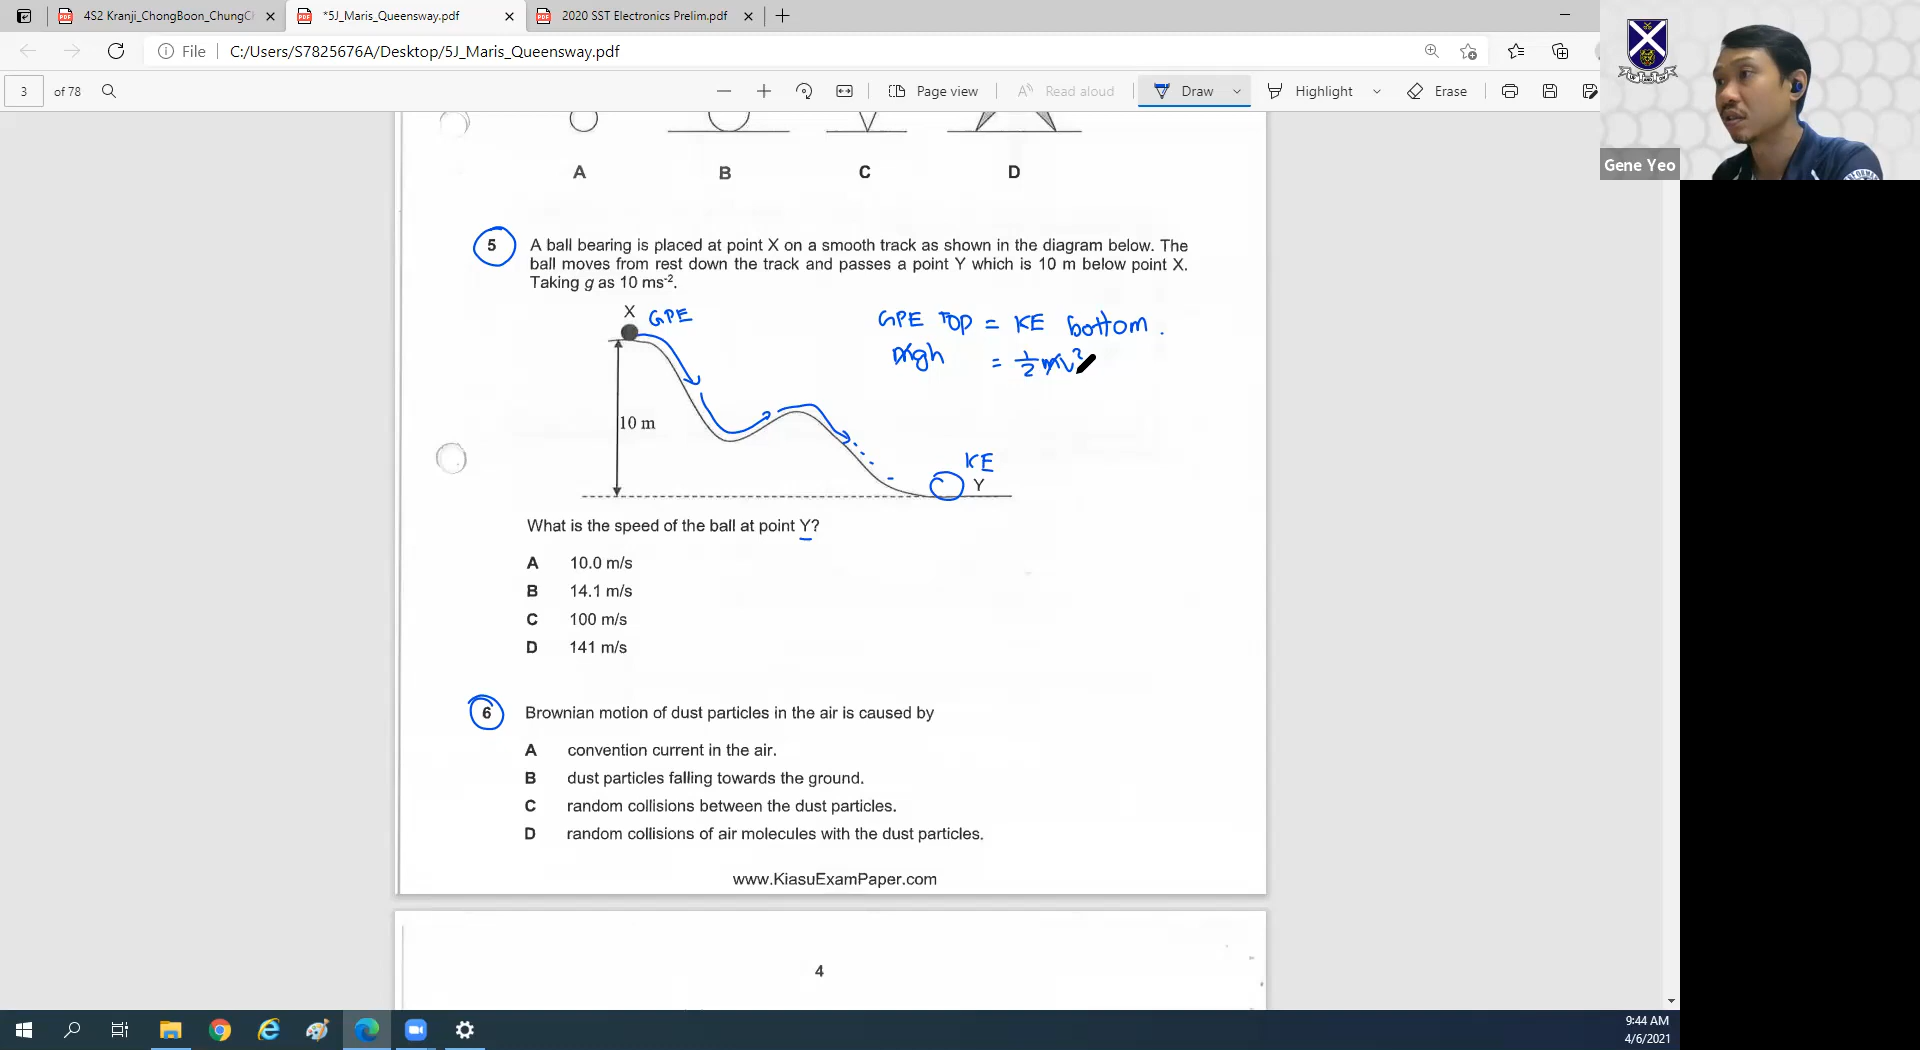 4S2 Kranji_ChongBoon_ChungC
*5J_Maris_Queensway.pdf
2020 SST Electronics Prelim.pdf
File
C:/Users/S7825676A/Desktop/5J_Maris_Queensway.pdf
3 of 78
Page view
Read aloud
Draw
Highlight
Erase
Gene Yeo
A B C D
5 A ball bearing is placed at point X on a smooth track as shown in the diagram below. The
ball moves from rest down the track and passes a point Y which is 10 m below point X.
Taking g as 10 ms⁻².
X GPE
GPE Top = KE bottom.
mgh = ½mv²
10 m
KE
Y
What is the speed of the ball at point Y?
A 10.0 m/s
B 14.1 m/s
C 100 m/s
D 141 m/s
6 Brownian motion of dust particles in the air is caused by
A convention current in the air.
B dust particles falling towards the ground.
C random collisions between the dust particles.
D random collisions of air molecules with the dust particles.
www.KiasuExamPaper.com
4
9:44 AM
4/6/2021